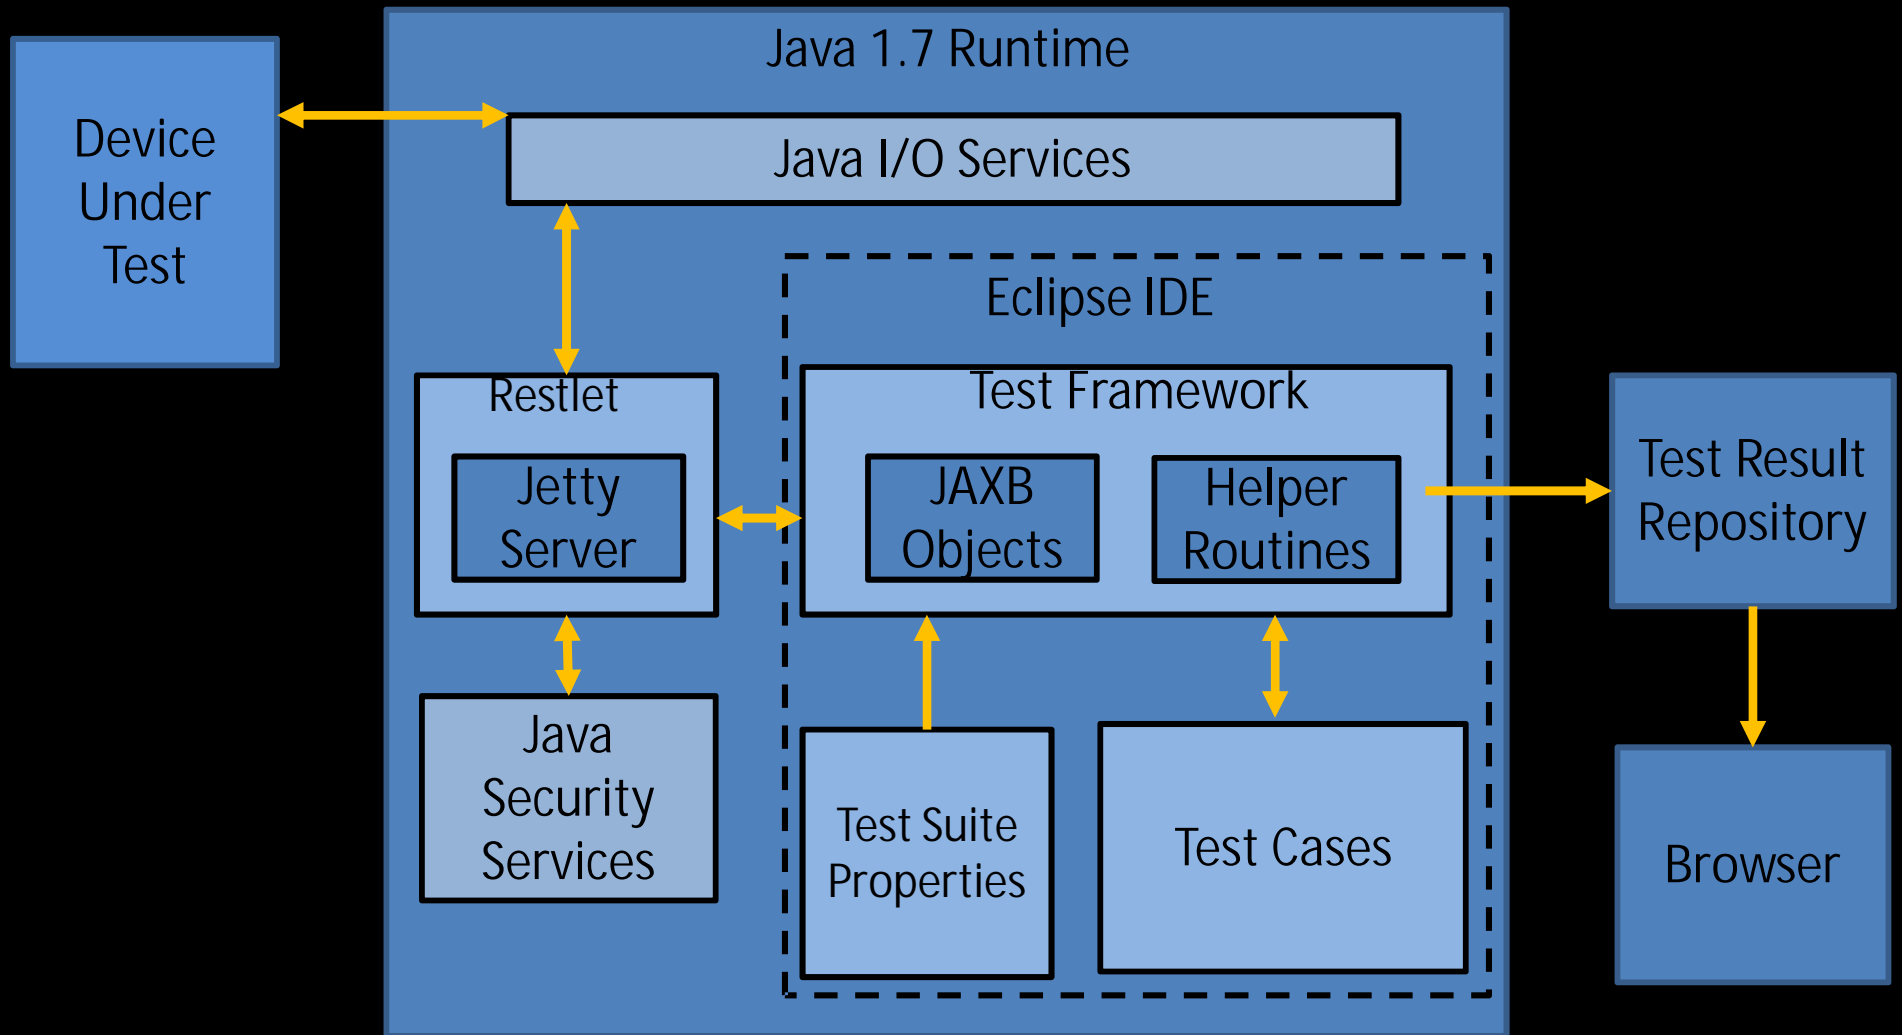 Java 1.7 Runtime
Device
Under
Test
Java I/O Services
Eclipse IDE
Restlet
Jetty
Server
Test Framework
JAXB
Objects
Helper
Routines
Test Result
Repository
Java
Security
Services
Test Suite
Properties
Test Cases
Browser